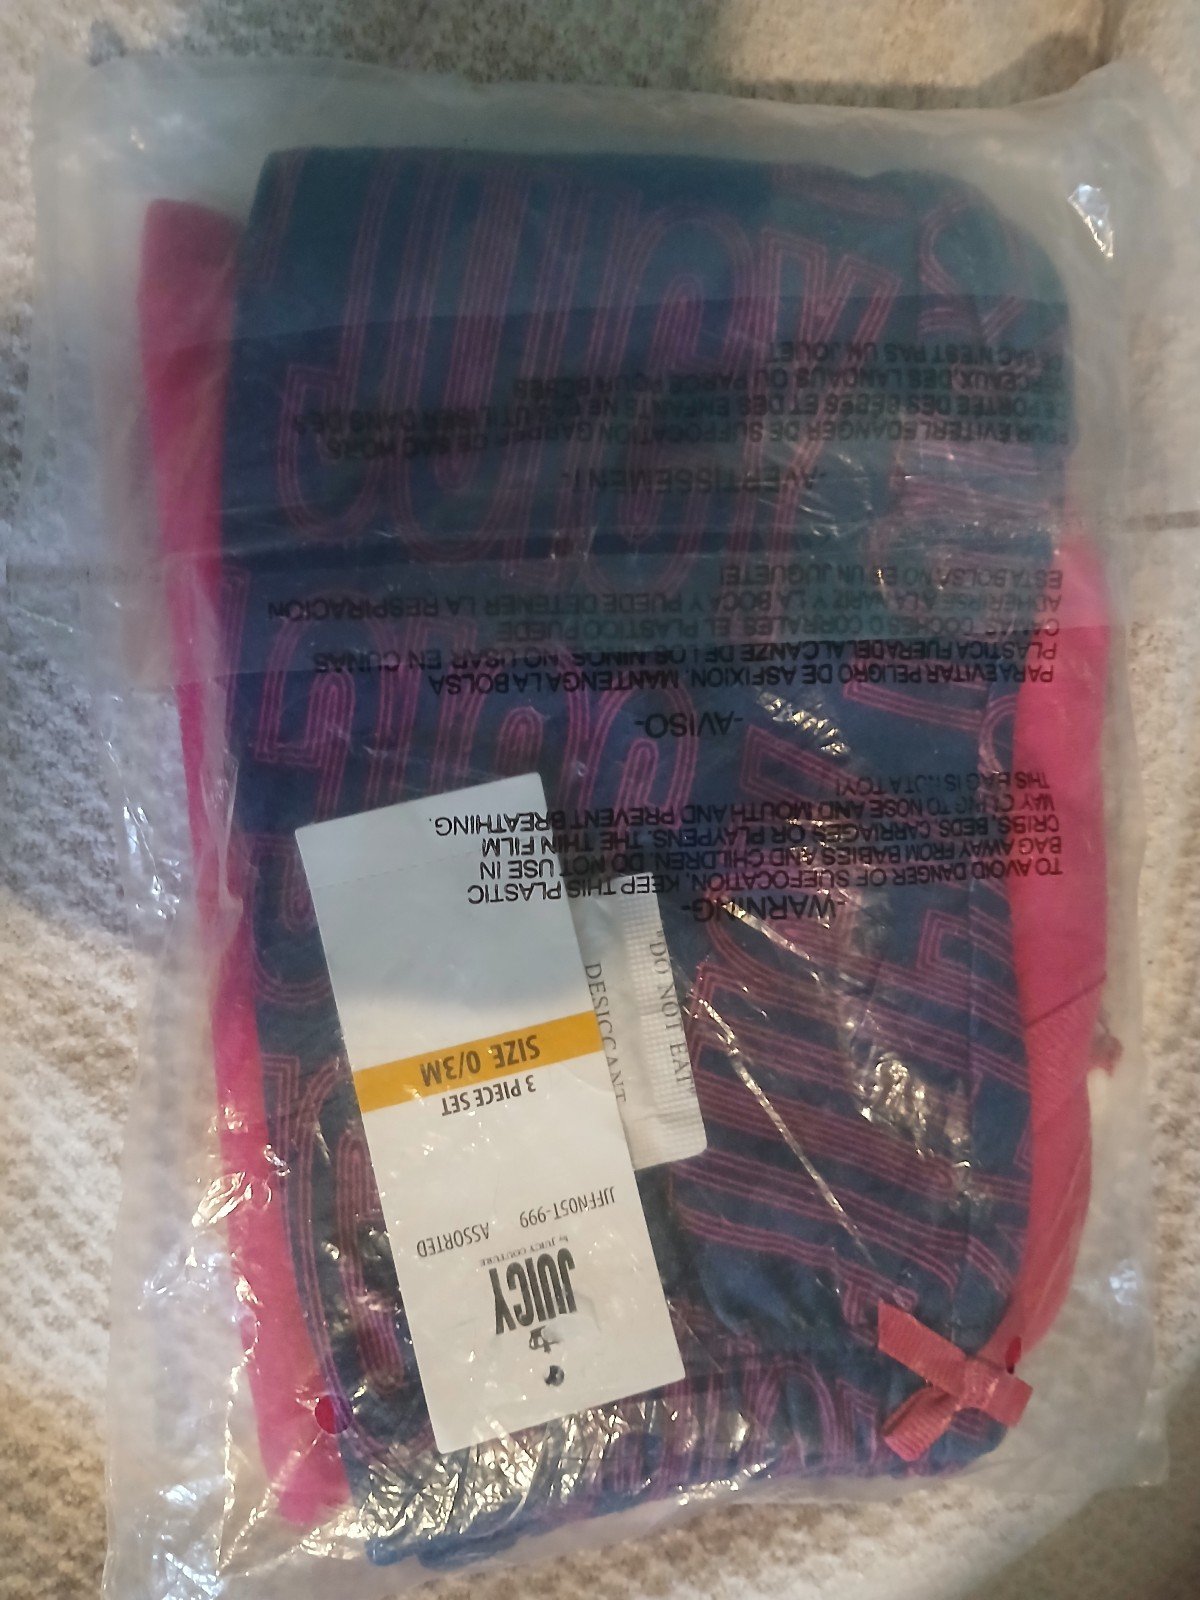 -WARNING-
TO AVOID DANGER OF SUFFOCATION, KEEP THIS PLASTIC
BAG AWAY FROM BABIES AND CHILDREN. DO NOT USE IN
CRIBS, BEDS, CARRIAGES OR PLAYPENS. THE THIN FILM
MAY CLING TO NOSE AND MOUTH AND PREVENT BREATHING.
THIS BAG IS NOT A TOY!
-AVISO-
PARA EVITAR PELIGRO DE ASFIXION, MANTENGA LA BOLSA
PLASTICA FUERA DEL ALCANZE DE LOS NINOS, NO USAR EN CUNAS
CAMAS, COCHES O CORRALES. EL PLASTICO PUEDE
ADHERIRSE A LA NARIZ Y LA BOCA Y PUEDE DETENER LA RESPIRACION
ESTA BOLSA NO ES UN JUGUETE!
-AVERTISSEMENT-
POUR EVITER LE DANGER DE SUFFOCATION GARDER CE SAC HORS
DE PORTEE DES BEBES ET DES ENFANTS NE PAS UTILISER DANS DES
BERCEAUX, DES LANDAUS OU PARCS POUR BEBES
CE SAC N'EST PAS UN JOUET
JUICY
by JUICY COUTURE
JJFFN05T-999 ASSORTED
3 PIECE SET
SIZE 0/3M
"DO NOT EAT"
DESICCANT
JUICY